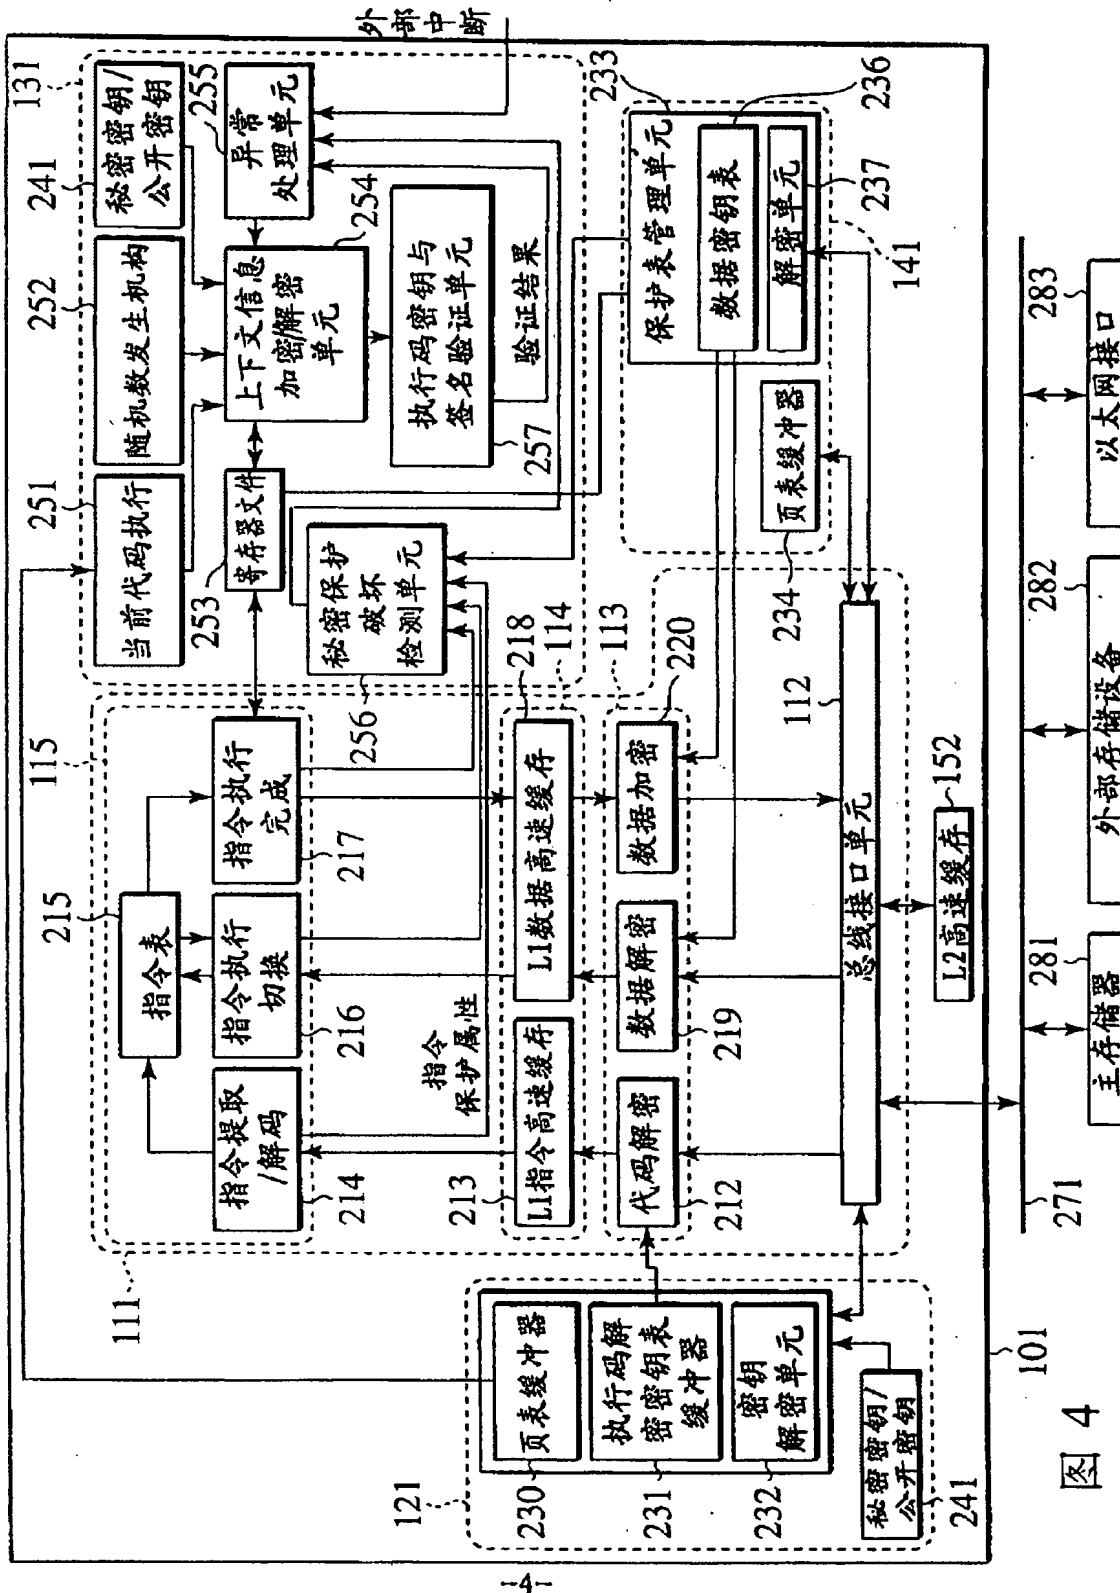 外部中断
131
241
秘密密钥/
公开密钥
252
随机数发生机构
251
当前代码执行
255
异常
处理单元
254
上下文信息
加密/解密
单元
253
寄存器文件
执行码密钥与
签名验证单元
257
验证结果
秘密保护
破坏
检测单元
256
233
保护表管理单元
236
数据密钥表
237
解密单元
141
234
页表缓冲器
115
215
指令表
指令执行
完成
217
指令执行
切换
216
指令提取
/解码
214
指令
保护属性
111
114
218
L1数据高速缓存
213
L1指令高速缓存
113
220
数据加密
数据解密
219
代码解密
212
112
总线接口单元
152
L2高速缓存
121
页表缓冲器
230
执行码解
密密钥表
缓冲器
231
密钥
解密单元
232
秘密密钥/
公开密钥
241
101
271
281
主存储器
282
外部存储设备
283
以太网接口
图 4
-4-